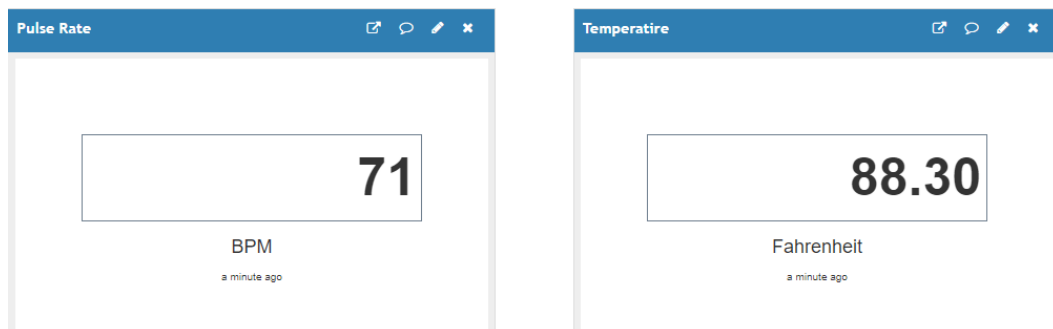 Pulse Rate
71
BPM
a minute ago
Temperatire
88.30
Fahrenheit
a minute ago